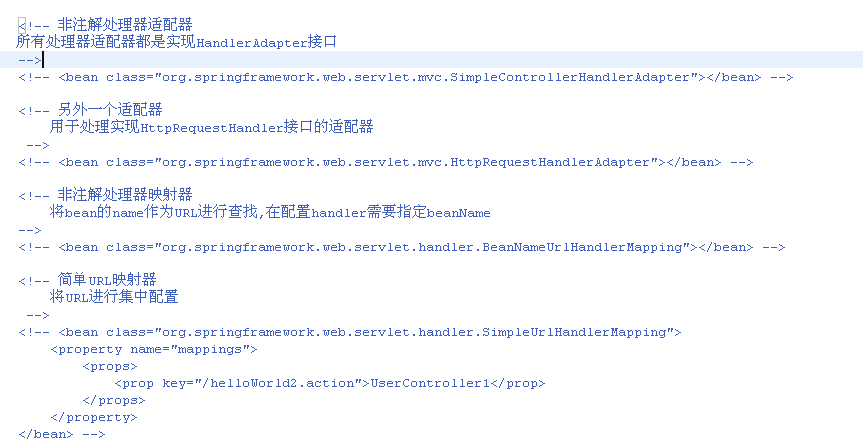 <!-- 非注解处理器适配器
所有处理器适配器都是实现HandlerAdapter接口
-->
<!-- <bean class="org.springframework.web.servlet.mvc.SimpleControllerHandlerAdapter"></bean> -->
<!-- 另外一个适配器
用于处理实现HttpRequestHandler接口的适配器
-->
<!-- <bean class="org.springframework.web.servlet.mvc.HttpRequestHandlerAdapter"></bean> -->
<!-- 非注解处理器映射器
将bean的name作为URL进行查找,在配置handler需要指定beanName
-->
<!-- <bean class="org.springframework.web.servlet.handler.BeanNameUrlHandlerMapping"></bean> -->
<!-- 简单URL映射器
将URL进行集中配置
-->
<!-- <bean class="org.springframework.web.servlet.handler.SimpleUrlHandlerMapping">
<property name="mappings">
<props>
<prop key="/helloWorld2.action">UserController1</prop>
</props>
</property>
</bean> -->